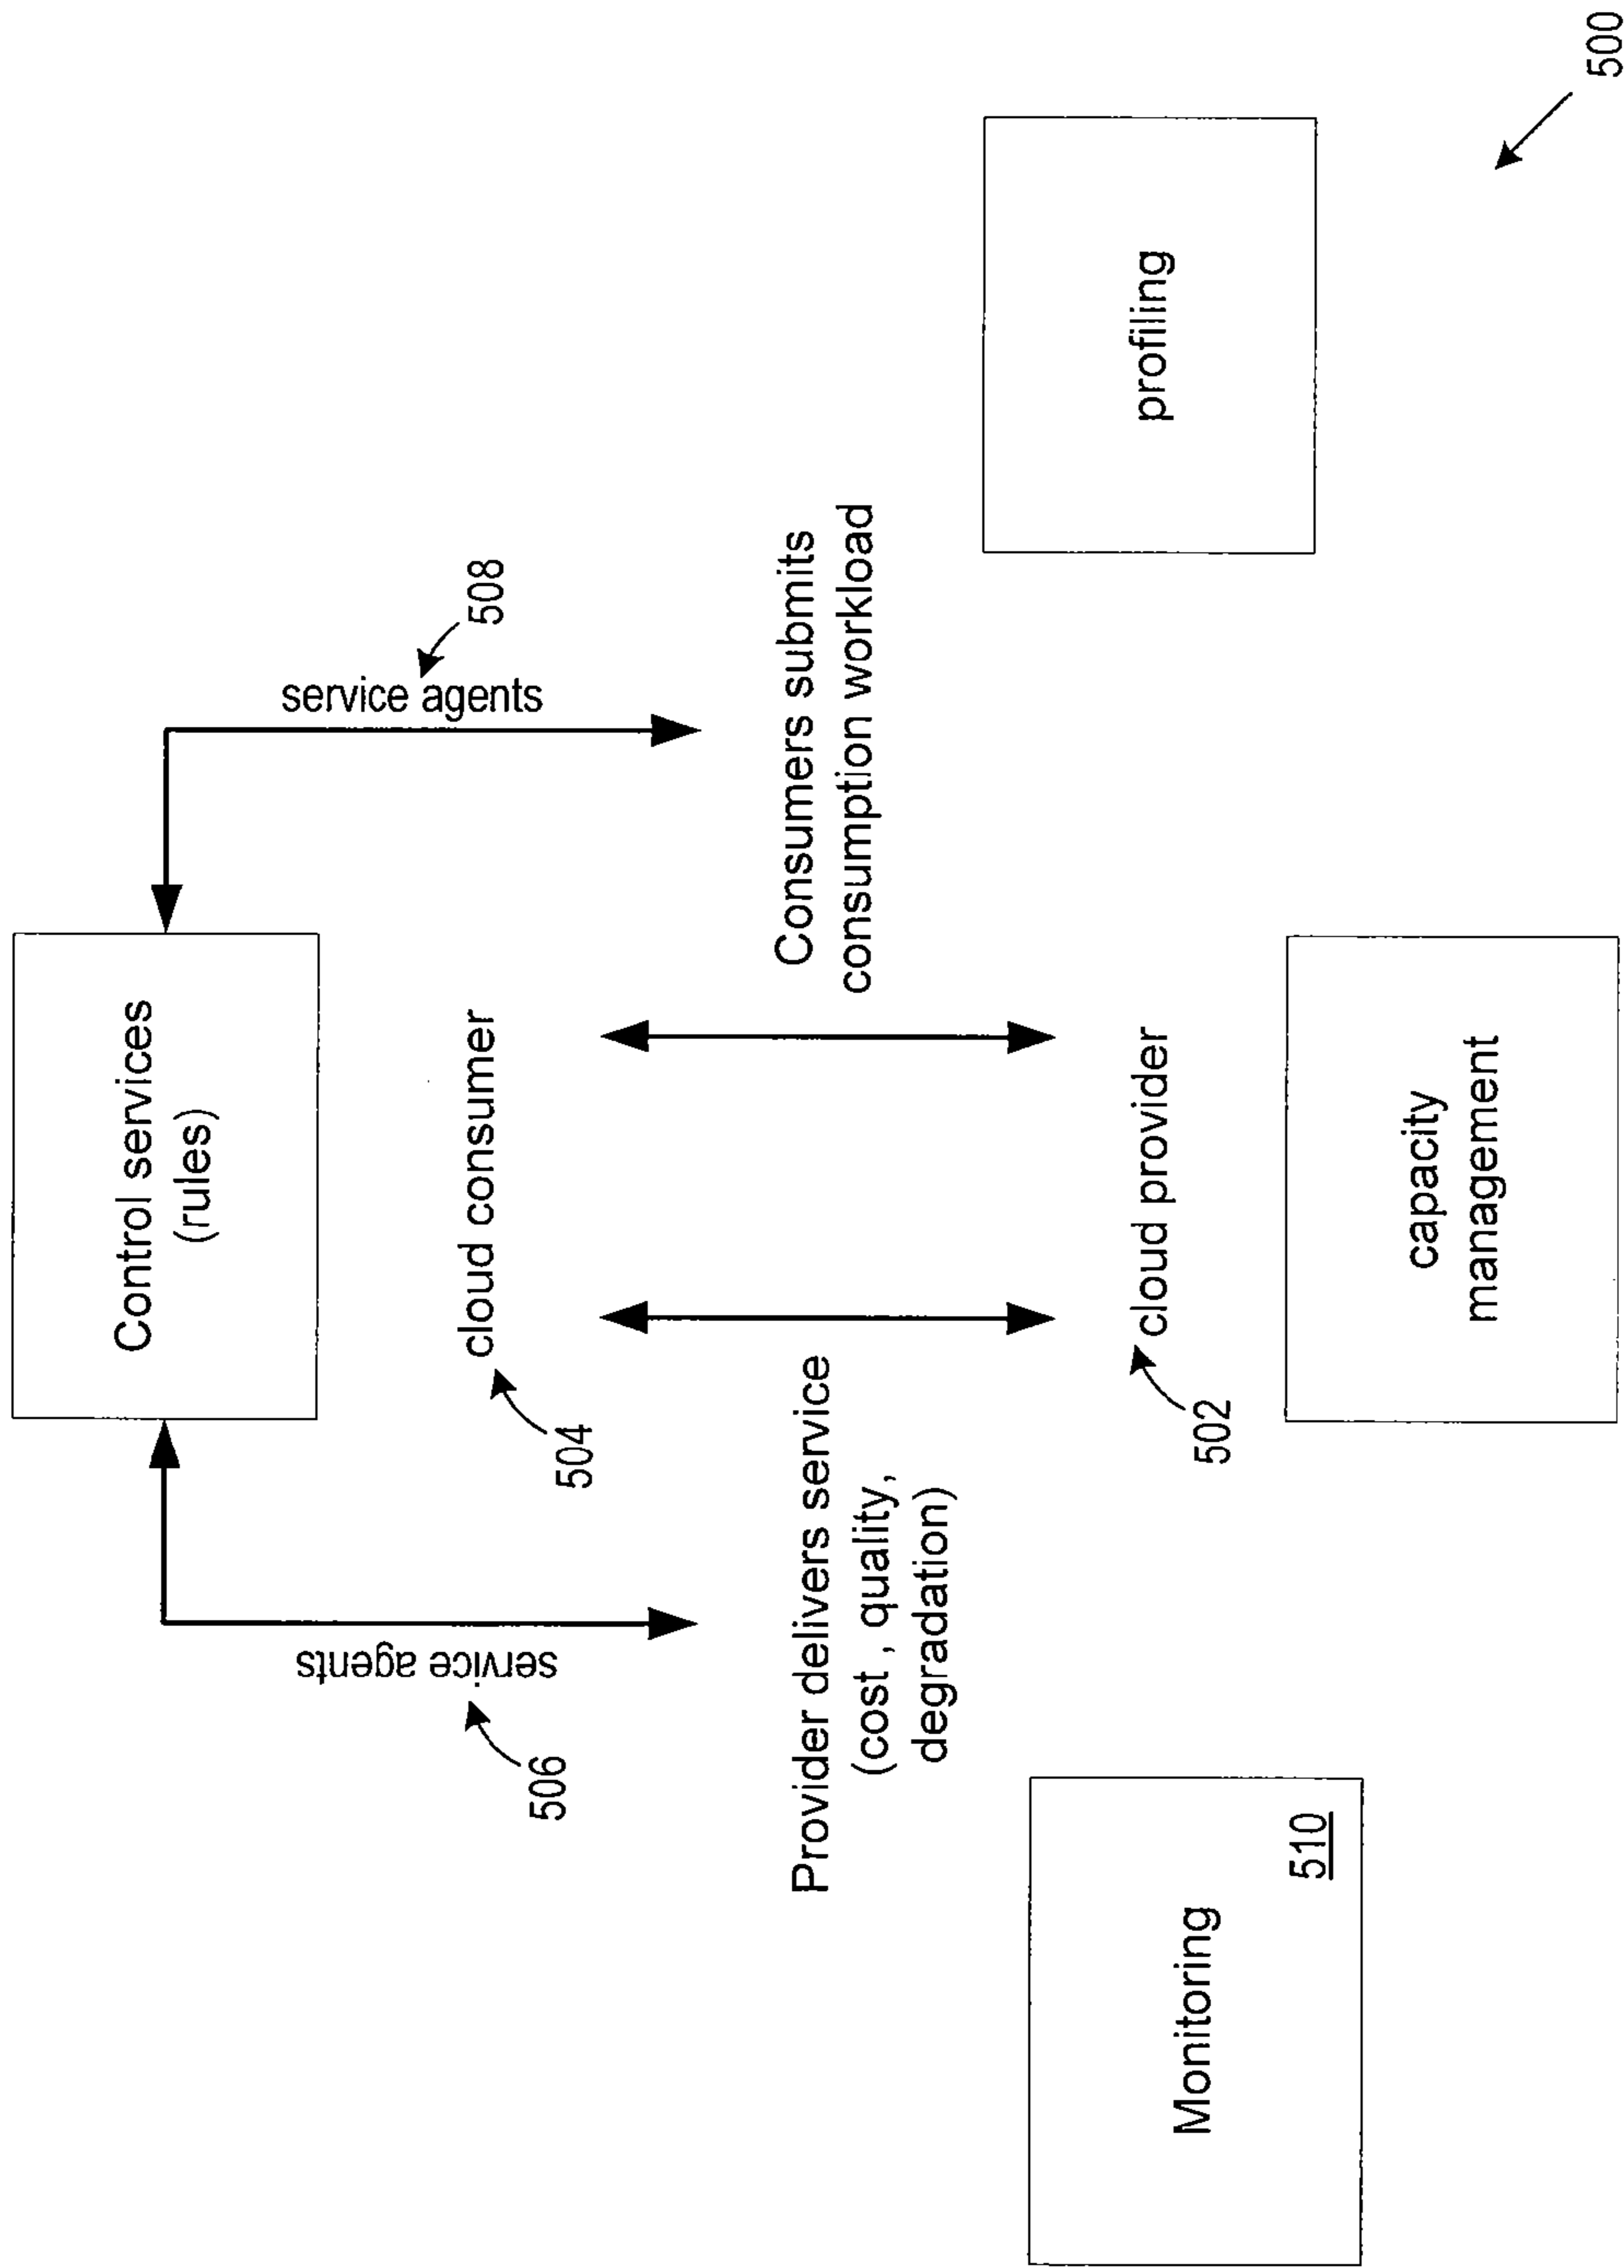 Control services
(rules)
service agents
506
service agents
508
cloud consumer
504
Provider delivers service
(cost , quality,
degradation)
Consumers submits
consumption workload
cloud provider
502
Monitoring
510
capacity
management
profiling
500